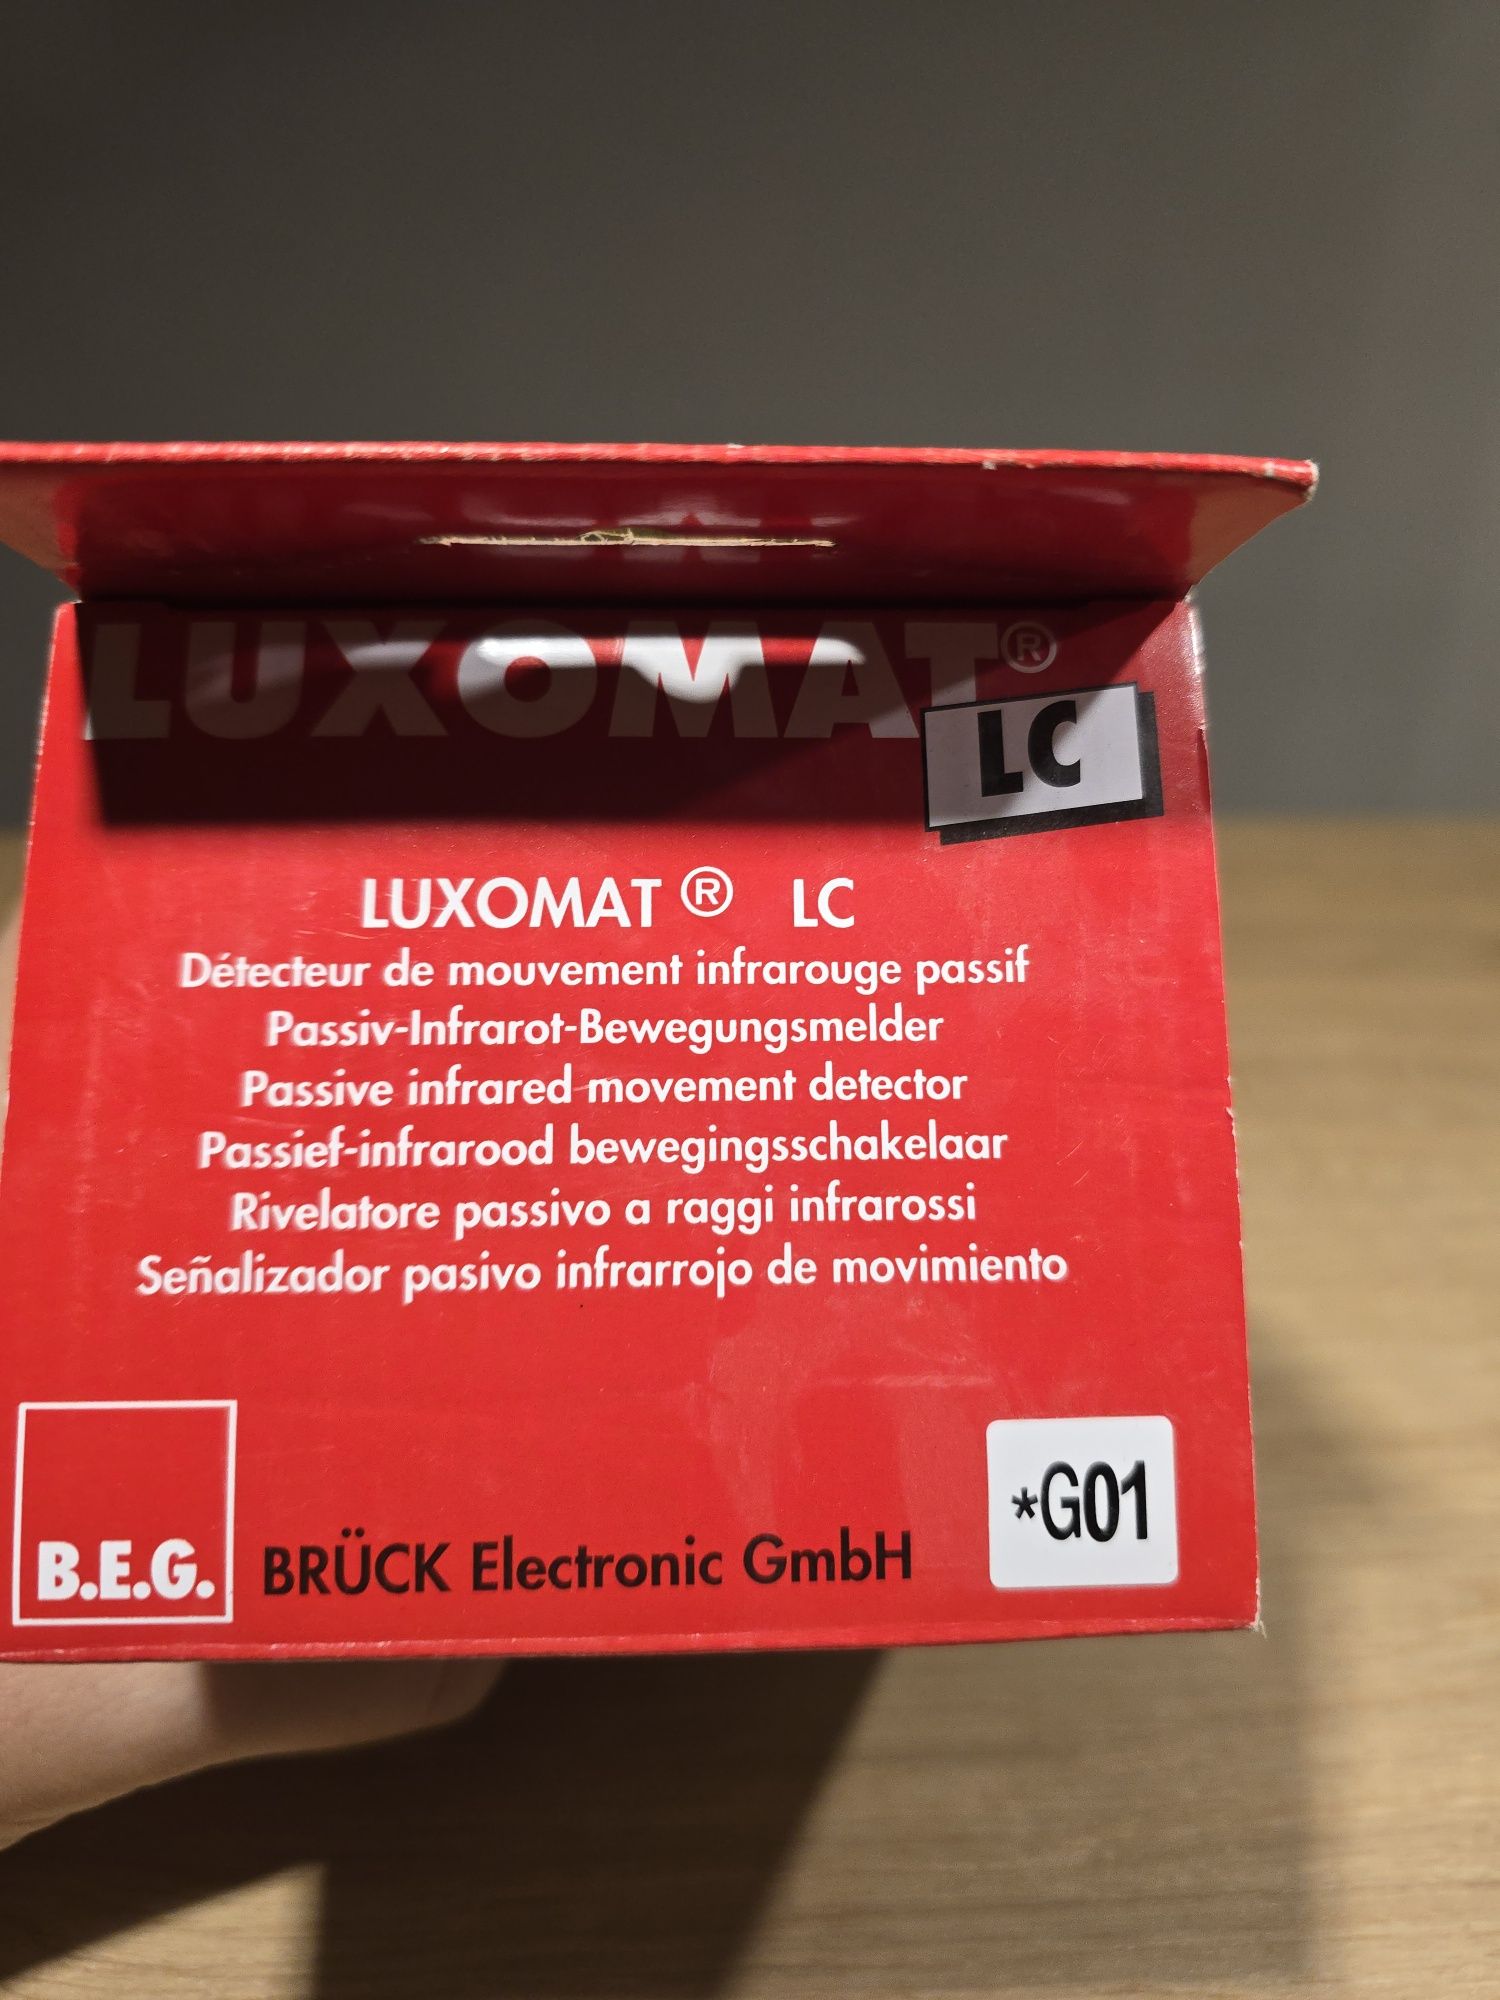 LUXOMAT®
LC
LUXOMAT® LC
Détecteur de mouvement infrarouge passif
Passiv-Infrarot-Bewegungsmelder
Passive infrared movement detector
Passief-infrarood bewegingsschakelaar
Rivelatore passivo a raggi infrarossi
Señalizador pasivo infrarrojo de movimiento
B.E.G. BRÜCK Electronic GmbH
*G01